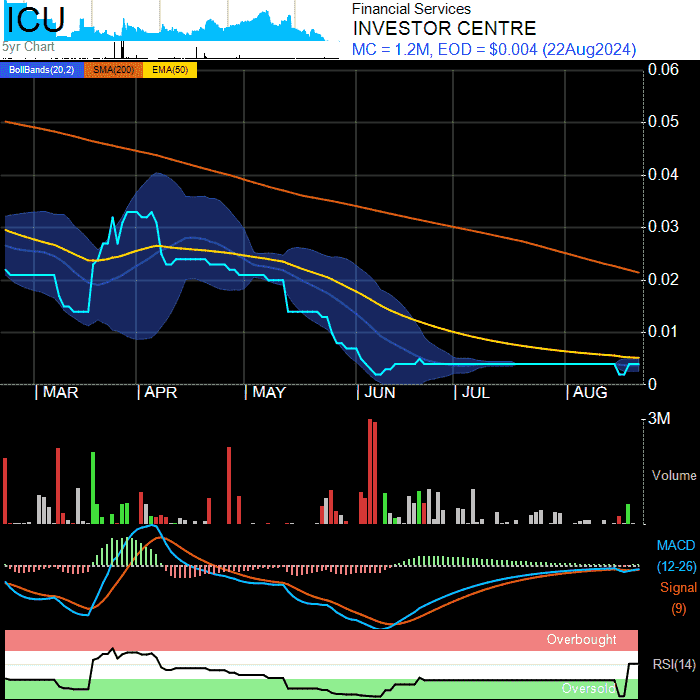 ICU
5yr Chart
Financial Services
INVESTOR CENTRE
MC = 1.2M, EOD = $0.004 (22Aug2024)
BollBands(20,2) SMA(200) EMA(50)
0.06
0.05
0.04
0.03
0.02
0.01
0
MAR APR MAY JUN JUL AUG
3M
Volume
MACD
(12-26)
Signal
(9)
Overbought
RSI(14)
Oversold